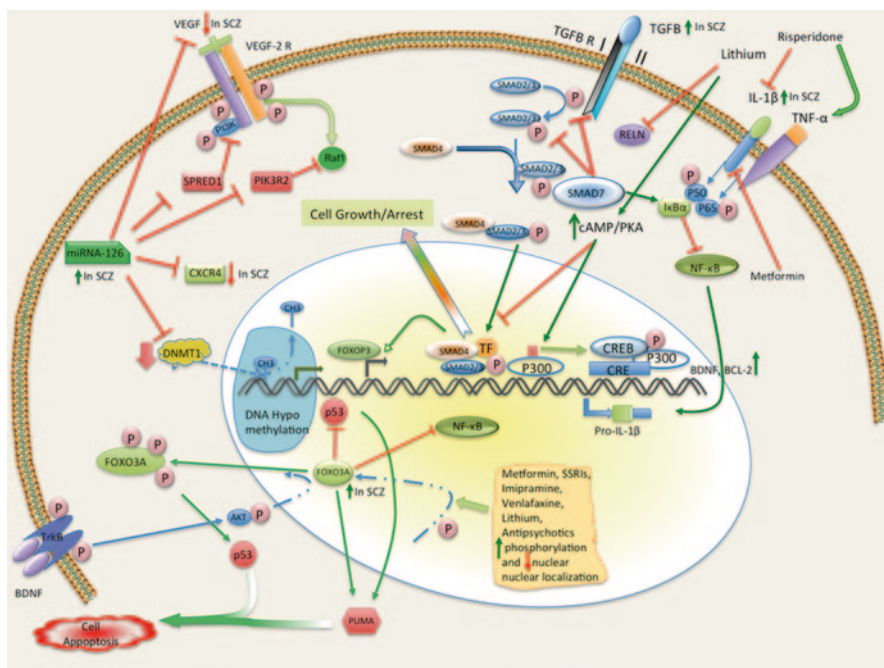 VEGF In SCZ
VEGF-2 R
P
P
P
PI3K
P
Raf1
SPRED1
PIK3R2
miRNA-126
In SCZ
CXCR4 In SCZ
DNMT1
TGFB R I
II
TGFB In SCZ
SMAD2/3
P
SMAD2/3
P
SMAD4
SMAD2/3
P
SMAD7
SMAD4
SMAD2/3
P
cAMP/PKA
Cell Growth/Arrest
Lithium
Risperidone
RELN
IL-1β In SCZ
TNF-α
P
P50
P
P65
P
IκBα
NF-κB
Metformin
CH3
CH3
DNA Hypo
methylation
FOXOP3
SMAD4
TF
SMAD2/3
P
P300
P
CREB
P300
CRE
BDNF, BCL-2
Pro-IL-1β
p53
NF-κB
FOXO3A
In SCZ
P
P
FOXO3A
P
P
AKT
P
P
TrkB
P
BDNF
p53
PUMA
Cell
Appoptosis
Metformin, SSRIs,
Imipramine,
Venlafaxine,
Lithium,
Antipsychotics
phosphorylation
and nuclear
nuclear localization